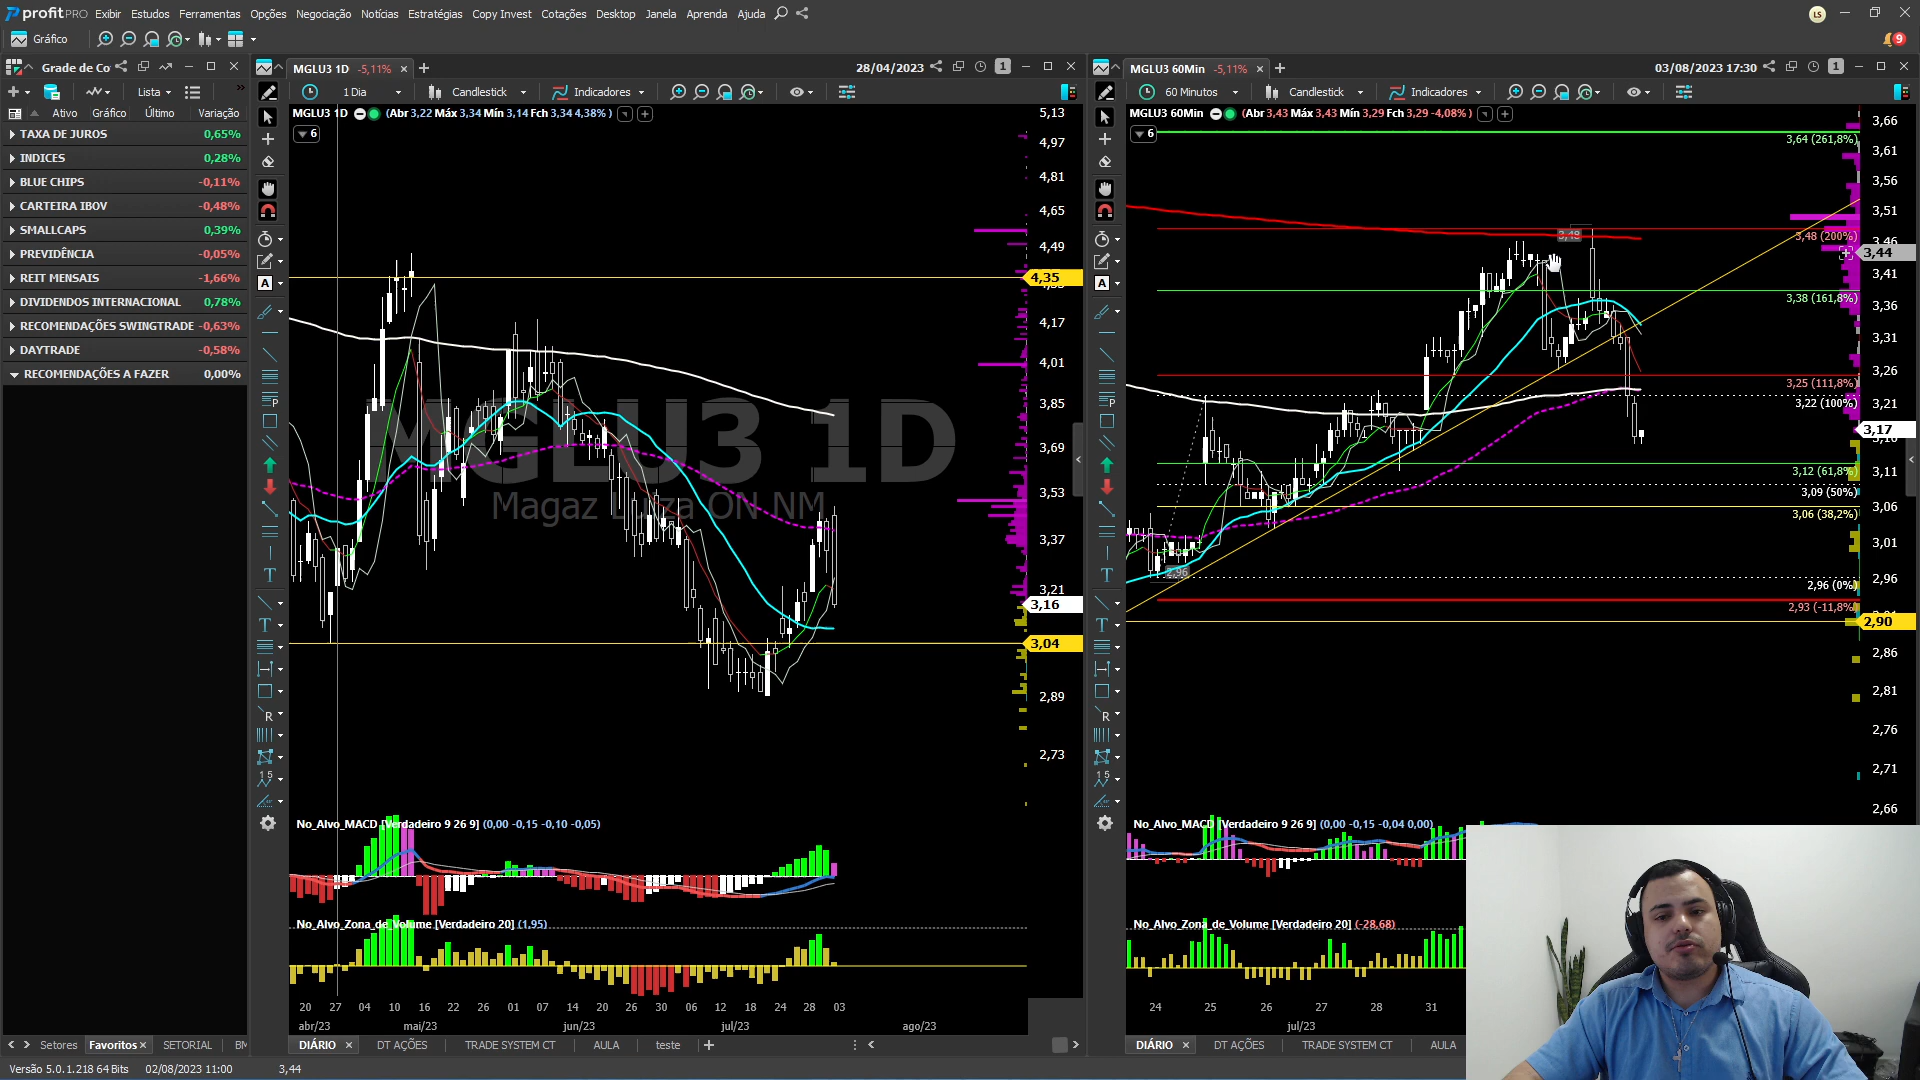 profitPRO Exibir Estudos Ferramentas Opções Negociação Notícias Estratégias Copy Invest Cotações Desktop Janela Aprenda Ajuda LS
Gráfico 9
Grade de Co
Lista
Ativo Gráfico Último Variação
TAXA DE JUROS 0,65%
INDICES 0,28%
BLUE CHIPS -0,11%
CARTEIRA IBOV -0,48%
SMALLCAPS 0,39%
PREVIDÊNCIA -0,05%
REIT MENSAIS -1,66%
DIVIDENDOS INTERNACIONAL 0,78%
RECOMENDAÇÕES SWINGTRADE -0,63%
DAYTRADE -0,58%
RECOMENDAÇÕES A FAZER 0,00%
Setores Favoritos SETORIAL BM
MGLU3 1D -5,11% 28/04/2023 1
1 Dia Candlestick Indicadores
MGLU3 1D (Abr 3,22 Máx 3,34 Mín 3,14 Fch 3,34 4,38% )
6
MGLU3 1D
Magaz Luiza ON NM
5,13
4,97
4,81
4,65
4,49
4,35
4,17
4,01
3,85
3,69
3,53
3,37
3,21
3,16
3,04
2,89
2,73
No_Alvo_MACD [Verdadeiro 9 26 9] (0,00 -0,15 -0,10 -0,05)
No_Alvo_Zona_de_Volume [Verdadeiro 20] (1,95)
20 27 04 10 16 22 26 01 07 14 20 26 30 06 12 18 24 28 03
abr/23 mai/23 jun/23 jul/23 ago/23
DIÁRIO DT AÇÕES TRADE SYSTEM CT AULA teste
MGLU3 60Min -5,11% 03/08/2023 17:30 1
60 Minutos Candlestick Indicadores
MGLU3 60Min (Abr 3,43 Máx 3,43 Mín 3,29 Fch 3,29 -4,08% )
6
3,64 (261,8%)
3,48
3,48 (200%)
3,38 (161,8%)
3,25 (111,8%)
3,22 (100%)
3,12 (61,8%)
3,09 (50%)
3,06 (38,2%)
2,96
2,96 (0%)
2,93 (-11,8%)
3,66
3,61
3,56
3,51
3,46
3,44
3,41
3,36
3,31
3,26
3,21
3,17
3,16
3,11
3,06
3,01
2,96
2,90
2,86
2,81
2,76
2,71
2,66
No_Alvo_MACD [Verdadeiro 9 26 9] (0,00 -0,15 -0,04 0,00)
No_Alvo_Zona_de_Volume [Verdadeiro 20] (-28,68)
24 25 26 27 28 31
jul/23
DIÁRIO DT AÇÕES TRADE SYSTEM CT AULA
Versão 5.0.1.218 64 Bits 02/08/2023 11:00 3,44